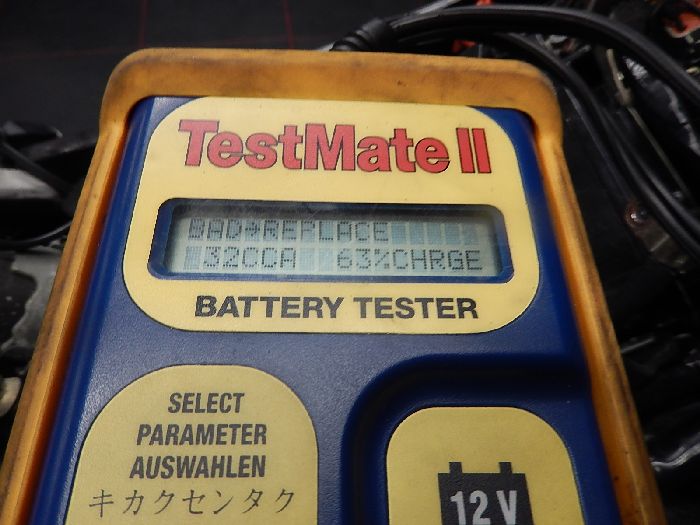 TestMate II
BAD→REPLACE
32CCA 63%CHRGE
BATTERY TESTER
SELECT
PARAMETER
AUSWAHLEN
キカクセンタク
12 V